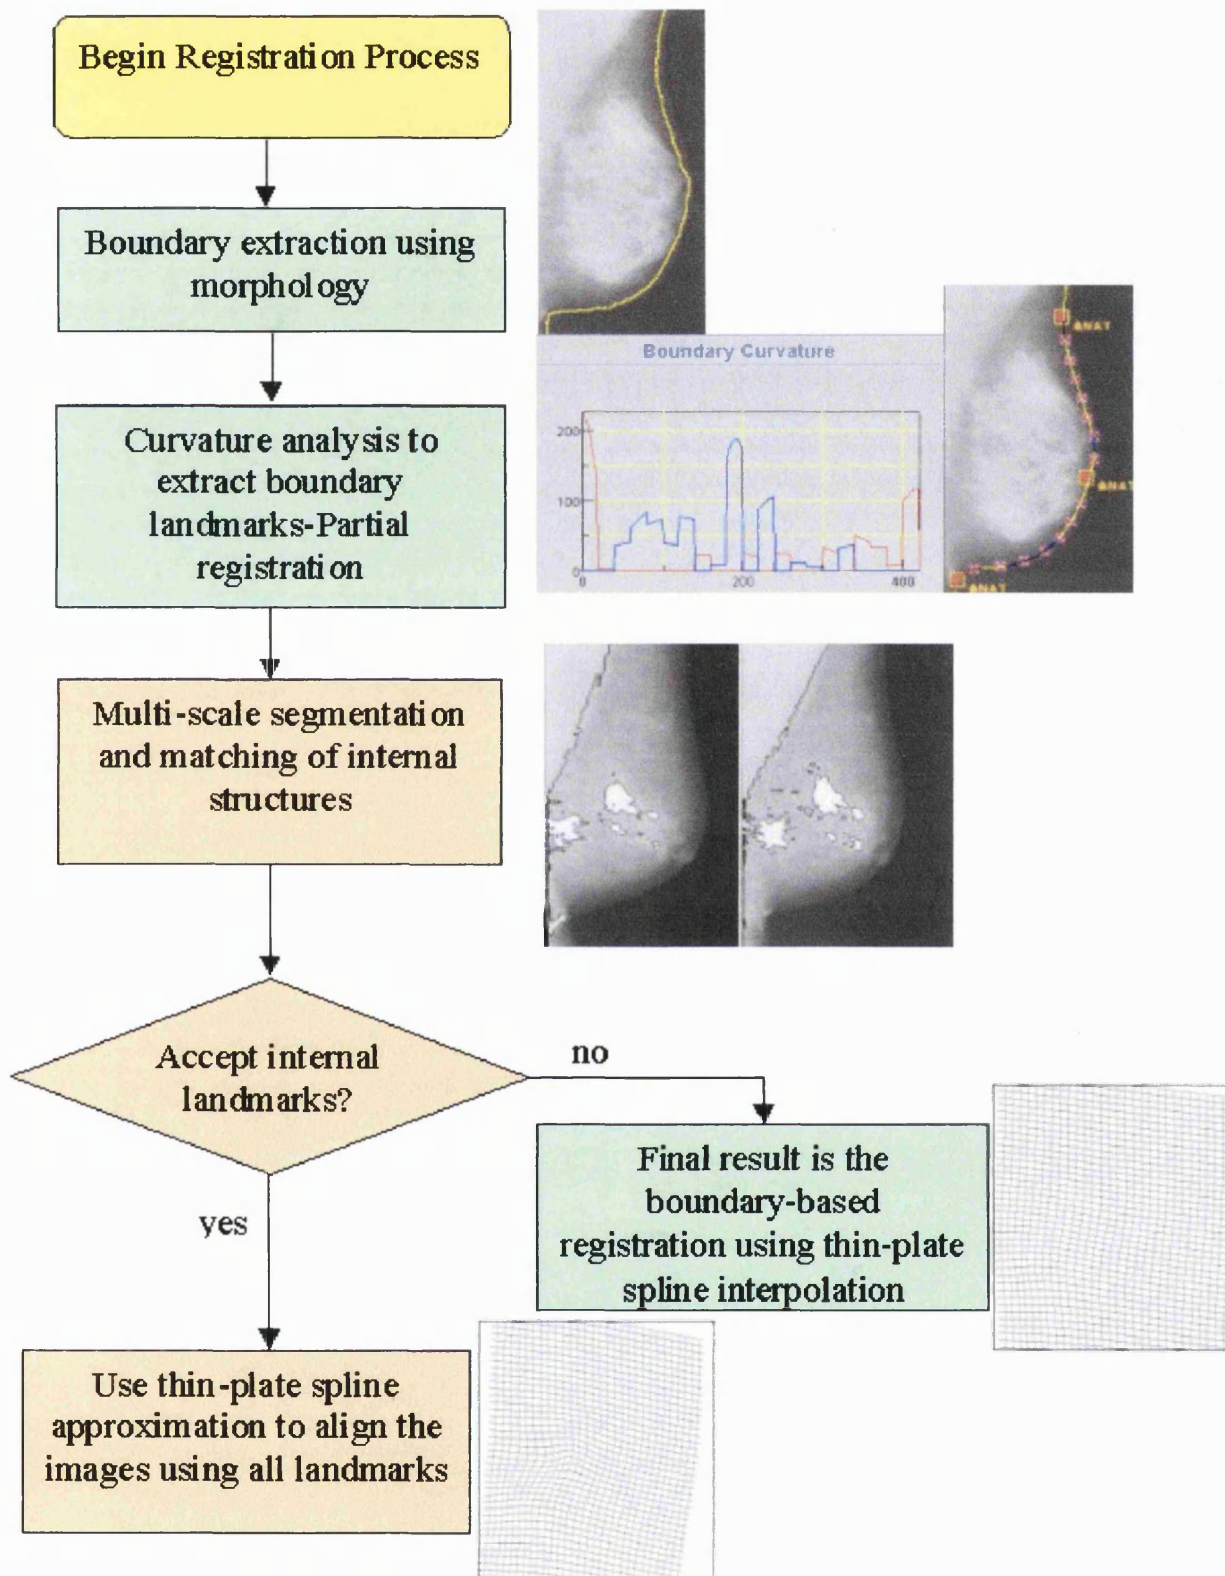 Begin Registration Process
Boundary extraction using
morphology
Boundary Curvature
200
100
0
0
200
400
ANAT
ANAT
ANAT
Curvature analysis to
extract boundary
landmarks-Partial
registration
Multi-scale segmentation
and matching of internal
structures
Accept internal
landmarks?
no
yes
Final result is the
boundary-based
registration using thin-plate
spline interpolation
Use thin-plate spline
approximation to align the
images using all landmarks